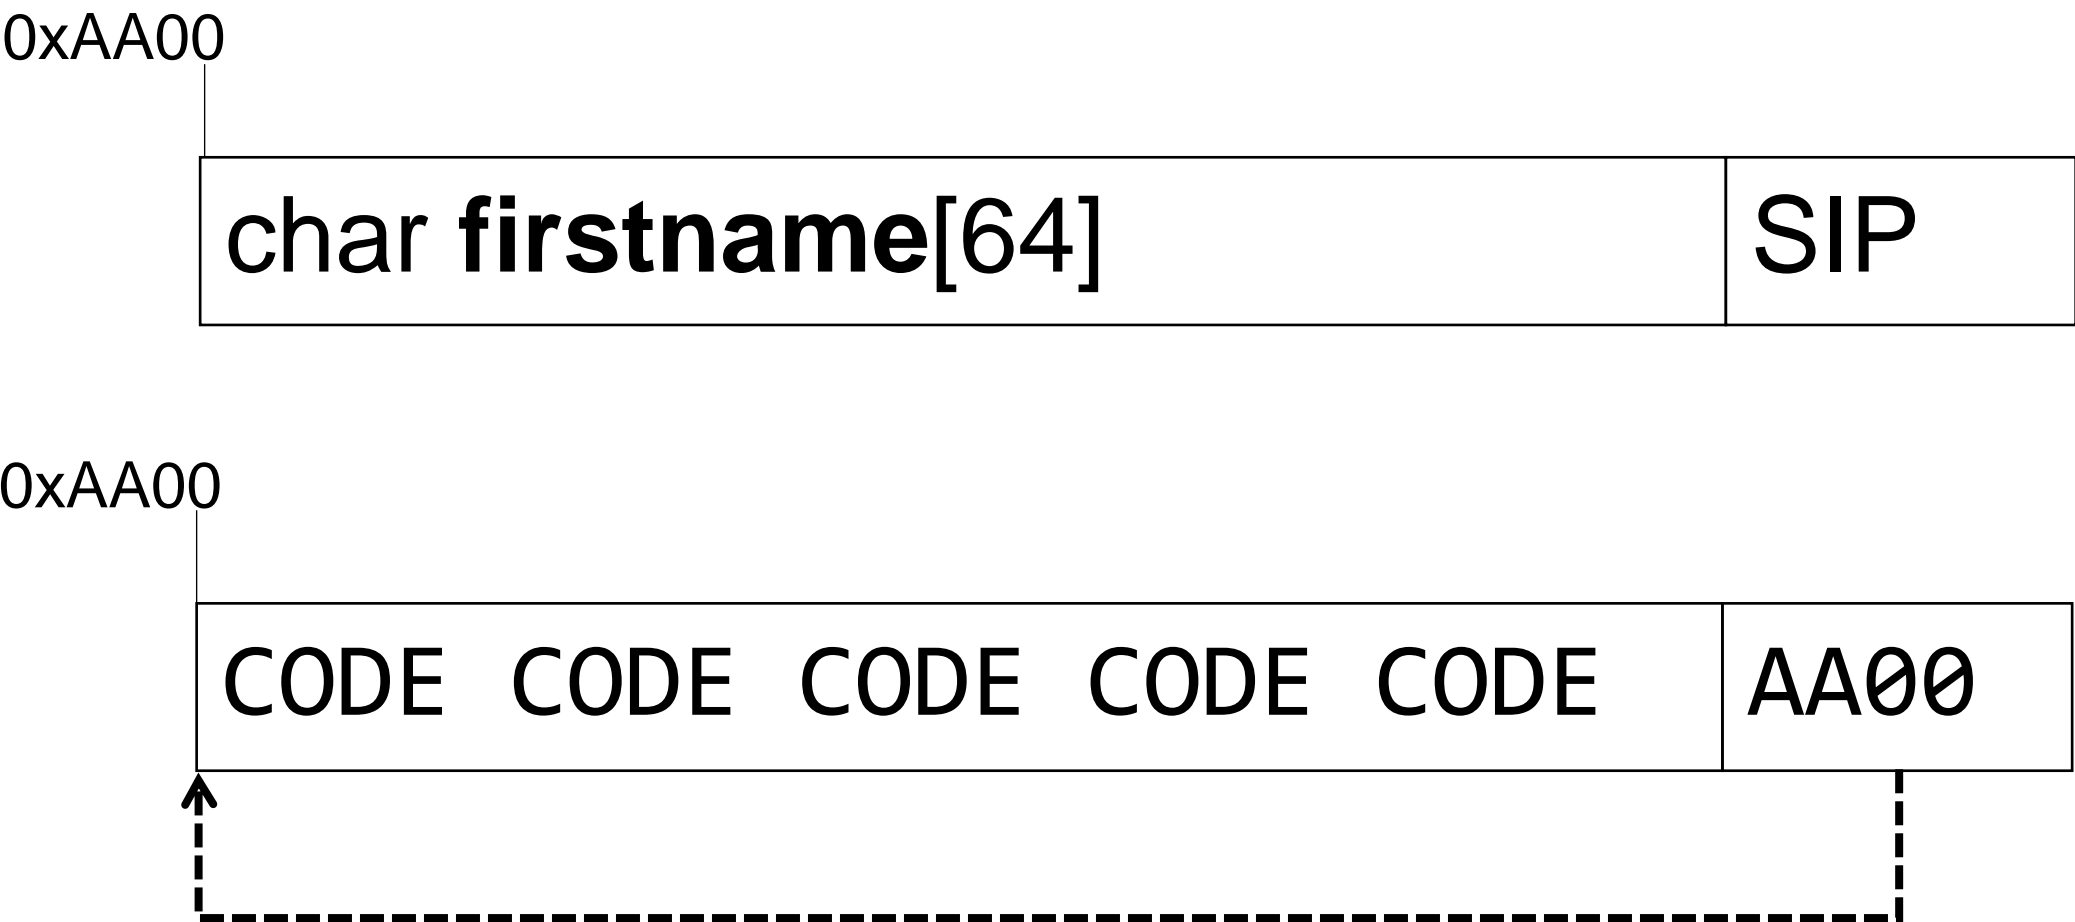 0xAA00
char firstname[64] SIP
0xAA00
CODE CODE CODE CODE CODE AA00